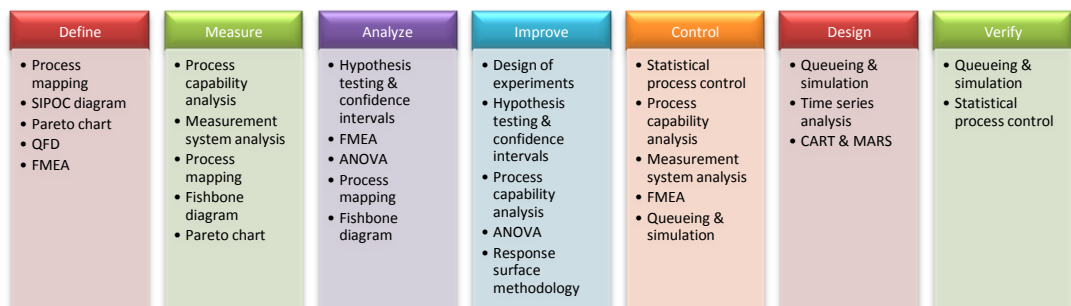 Define
• Process
mapping
• SIPOC diagram
• Pareto chart
• QFD
• FMEA
Measure
• Process
capability
analysis
• Measurement
system analysis
• Process
mapping
• Fishbone
diagram
• Pareto chart
Analyze
• Hypothesis
testing &
confidence
intervals
• FMEA
• ANOVA
• Process
mapping
• Fishbone
diagram
Improve
• Design of
experiments
• Hypothesis
testing &
confidence
intervals
• Process
capability
analysis
• ANOVA
• Response
surface
methodology
Control
• Statistical
process control
• Process
capability
analysis
• Measurement
system analysis
• FMEA
• Queueing &
simulation
Design
• Queueing &
simulation
• Time series
analysis
• CART & MARS
Verify
• Queueing &
simulation
• Statistical
process control